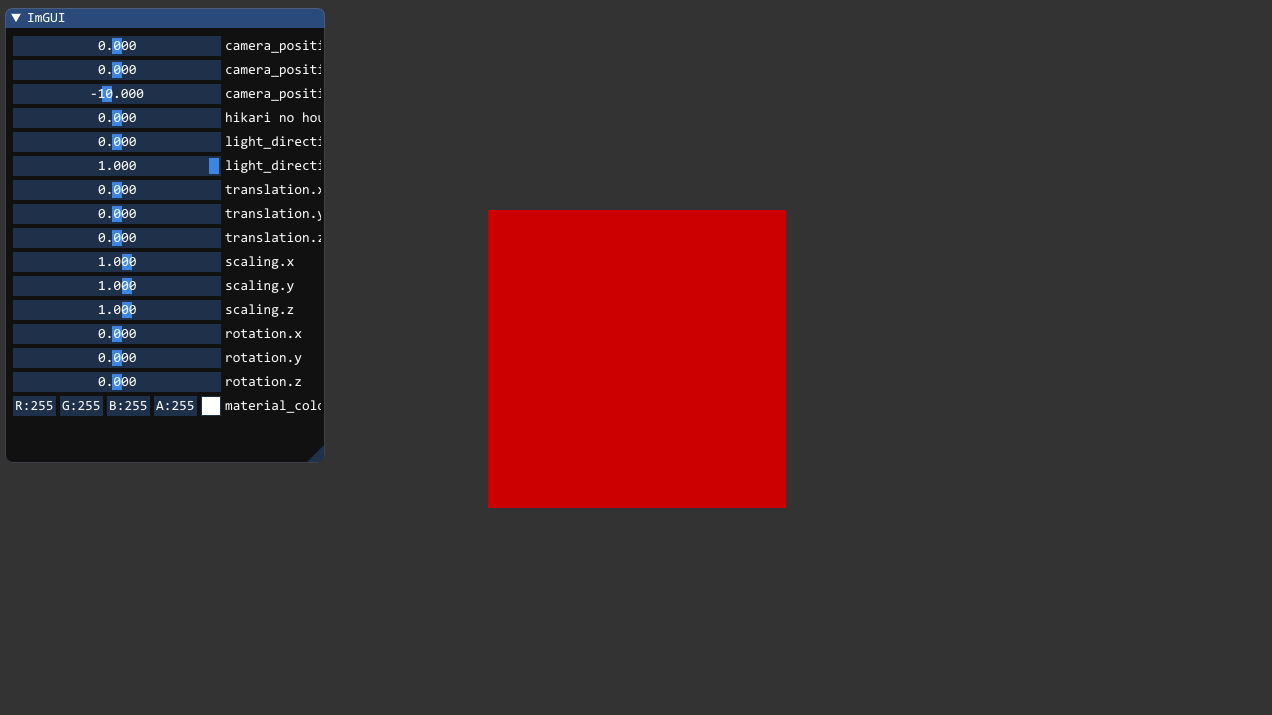 ImGUI
0.000 camera_positi
0.000 camera_positi
-10.000 camera_positi
0.000 hikari no hou
0.000 light_directi
1.000 light_directi
0.000 translation.x
0.000 translation.y
0.000 translation.z
1.000 scaling.x
1.000 scaling.y
1.000 scaling.z
0.000 rotation.x
0.000 rotation.y
0.000 rotation.z
R:255 G:255 B:255 A:255 material_colo